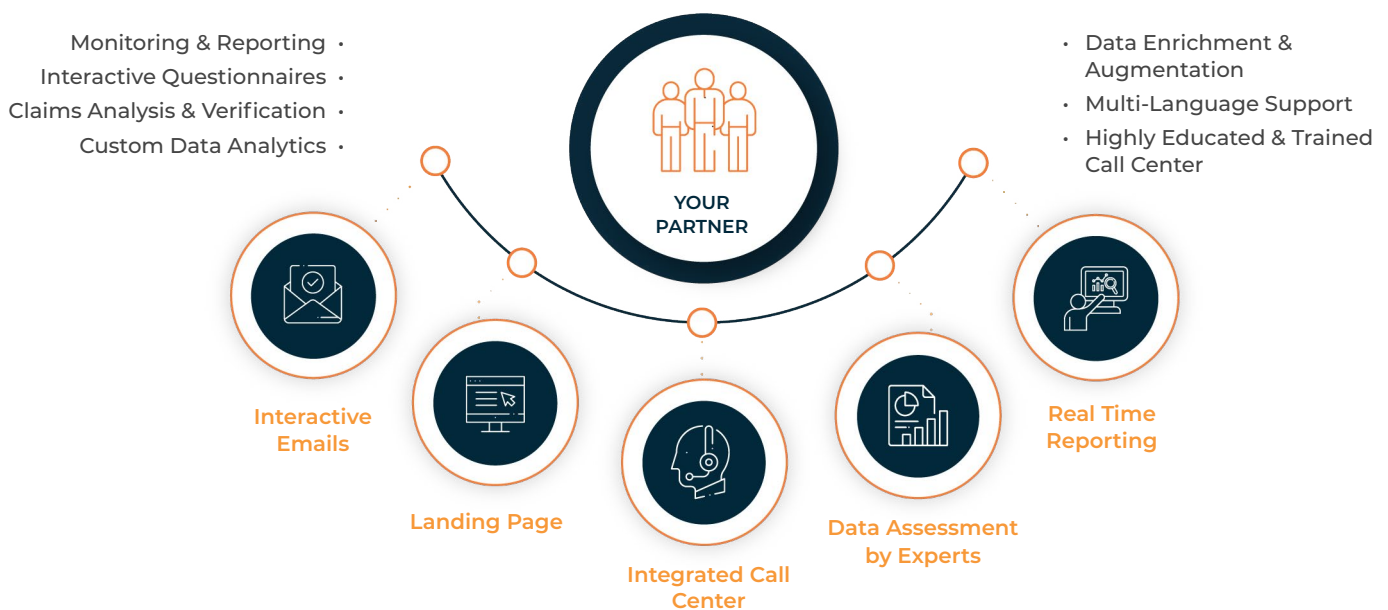 Monitoring & Reporting •
Interactive Questionnaires •
Claims Analysis & Verification •
Custom Data Analytics •
YOUR
PARTNER
• Data Enrichment &
Augmentation
• Multi-Language Support
• Highly Educated & Trained
Call Center
Interactive
Emails
Landing Page
Integrated Call
Center
Data Assessment
by Experts
Real Time
Reporting